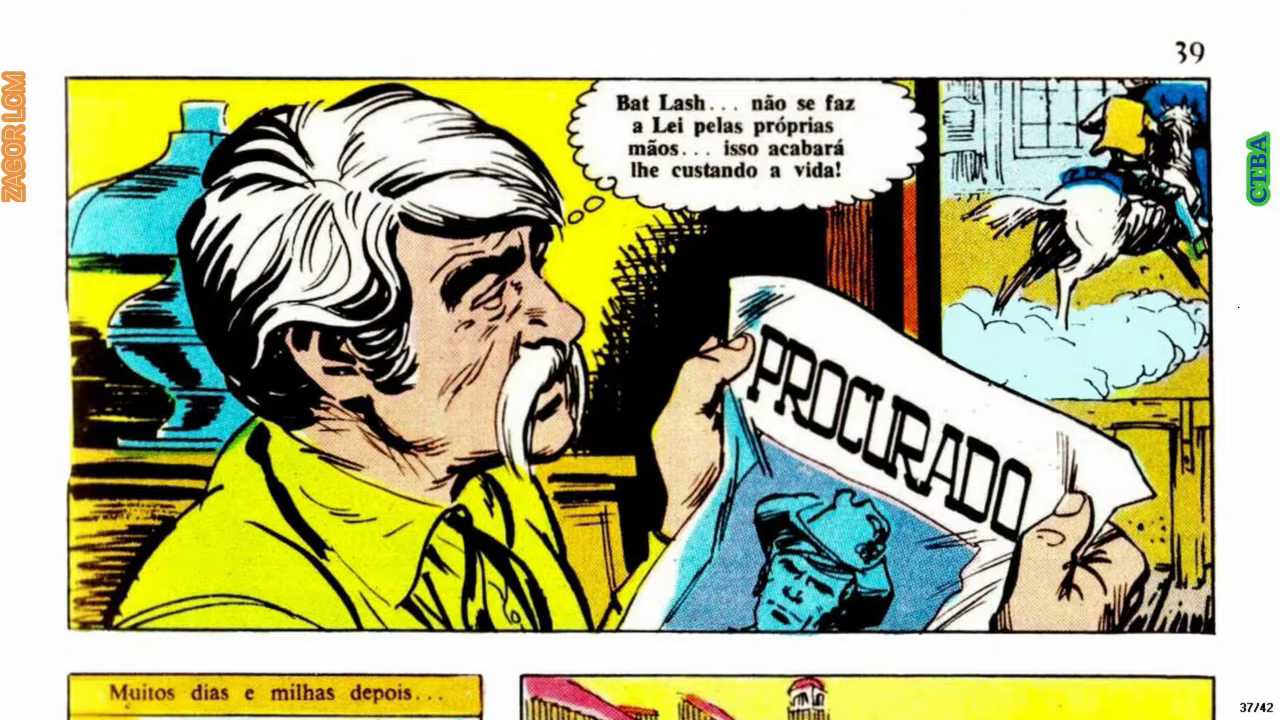 39
ZAGOR LOM
Bat Lash... não se faz
a Lei pelas próprias
mãos... isso acabará
lhe custando a vida!
CTBA
PROCURADO
Muitos dias e milhas depois...
37/42